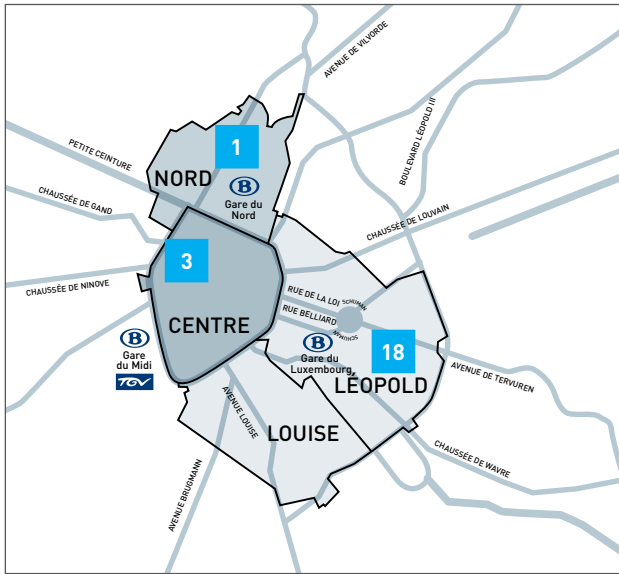 AVENUE DE VILVORDE
BOULEVARD LÉOPOLD III
PETITE CEINTURE
1
NORD
B
Gare du
Nord
CHAUSSÉE DE GAND
CHAUSSÉE DE LOUVAIN
3
CHAUSSÉE DE NINOVE
RUE DE LA LOI
SCHUMAN
RUE BELLIARD
SCHUMAN
CENTRE
B
Gare
du Midi
TGV
B
Gare du
Luxembourg
18
LÉOPOLD
AVENUE DE TERVUREN
AVENUE LOUISE
LOUISE
CHAUSSÉE DE WAVRE
AVENUE BRUGMANN